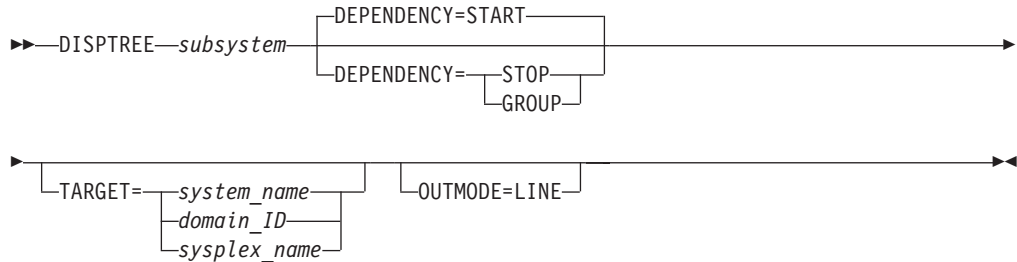 DEPENDENCY=START
DISPTREE subsystem
DEPENDENCY= STOP
GROUP
TARGET= system_name OUTMODE=LINE
domain_ID
sysplex_name